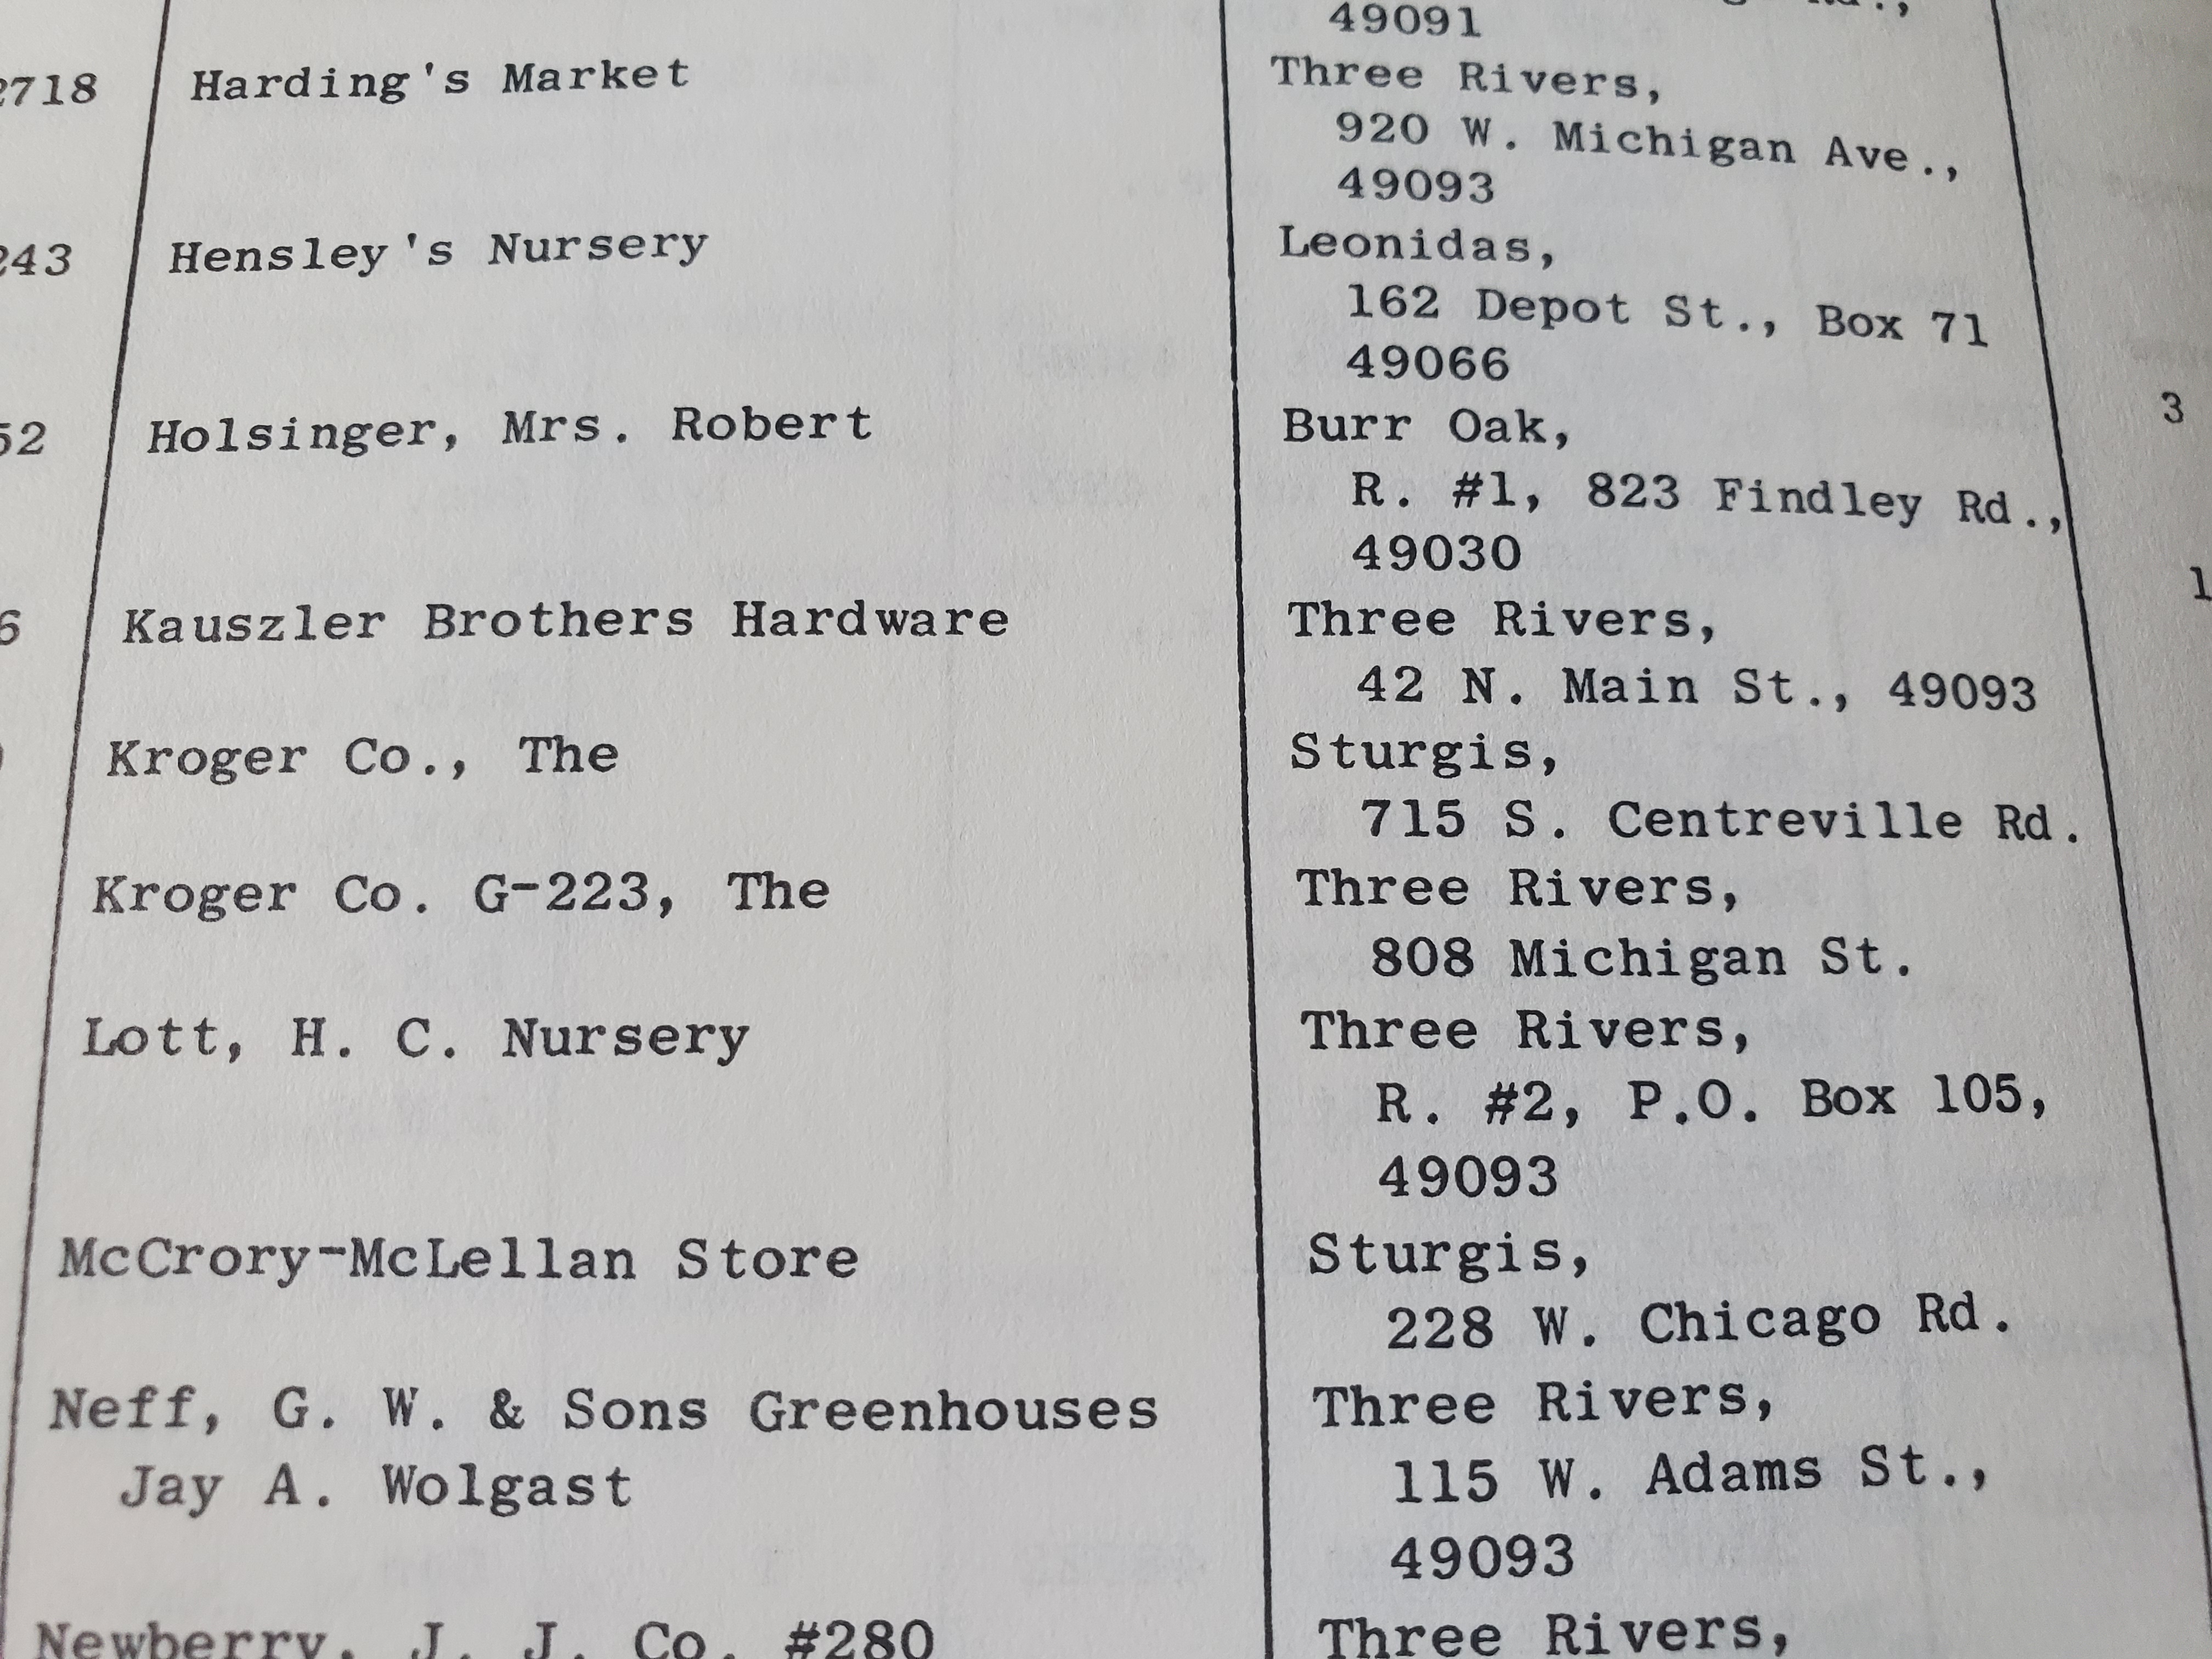 49091
2718 Harding's Market Three Rivers,
920 W. Michigan Ave.,
49093
243 Hensley's Nursery Leonidas,
162 Depot St., Box 71
49066
52 Holsinger, Mrs. Robert Burr Oak, 3
R. #1, 823 Findley Rd.,
49030
6 Kauszler Brothers Hardware Three Rivers, 1
42 N. Main St., 49093
Kroger Co., The Sturgis,
715 S. Centreville Rd.
Kroger Co. G-223, The Three Rivers,
808 Michigan St.
Lott, H. C. Nursery Three Rivers,
R. #2, P.O. Box 105,
49093
McCrory-McLellan Store Sturgis,
228 W. Chicago Rd.
Neff, G. W. & Sons Greenhouses Three Rivers,
Jay A. Wolgast 115 W. Adams St.,
49093
Newberry, J. J. Co. #280 Three Rivers,